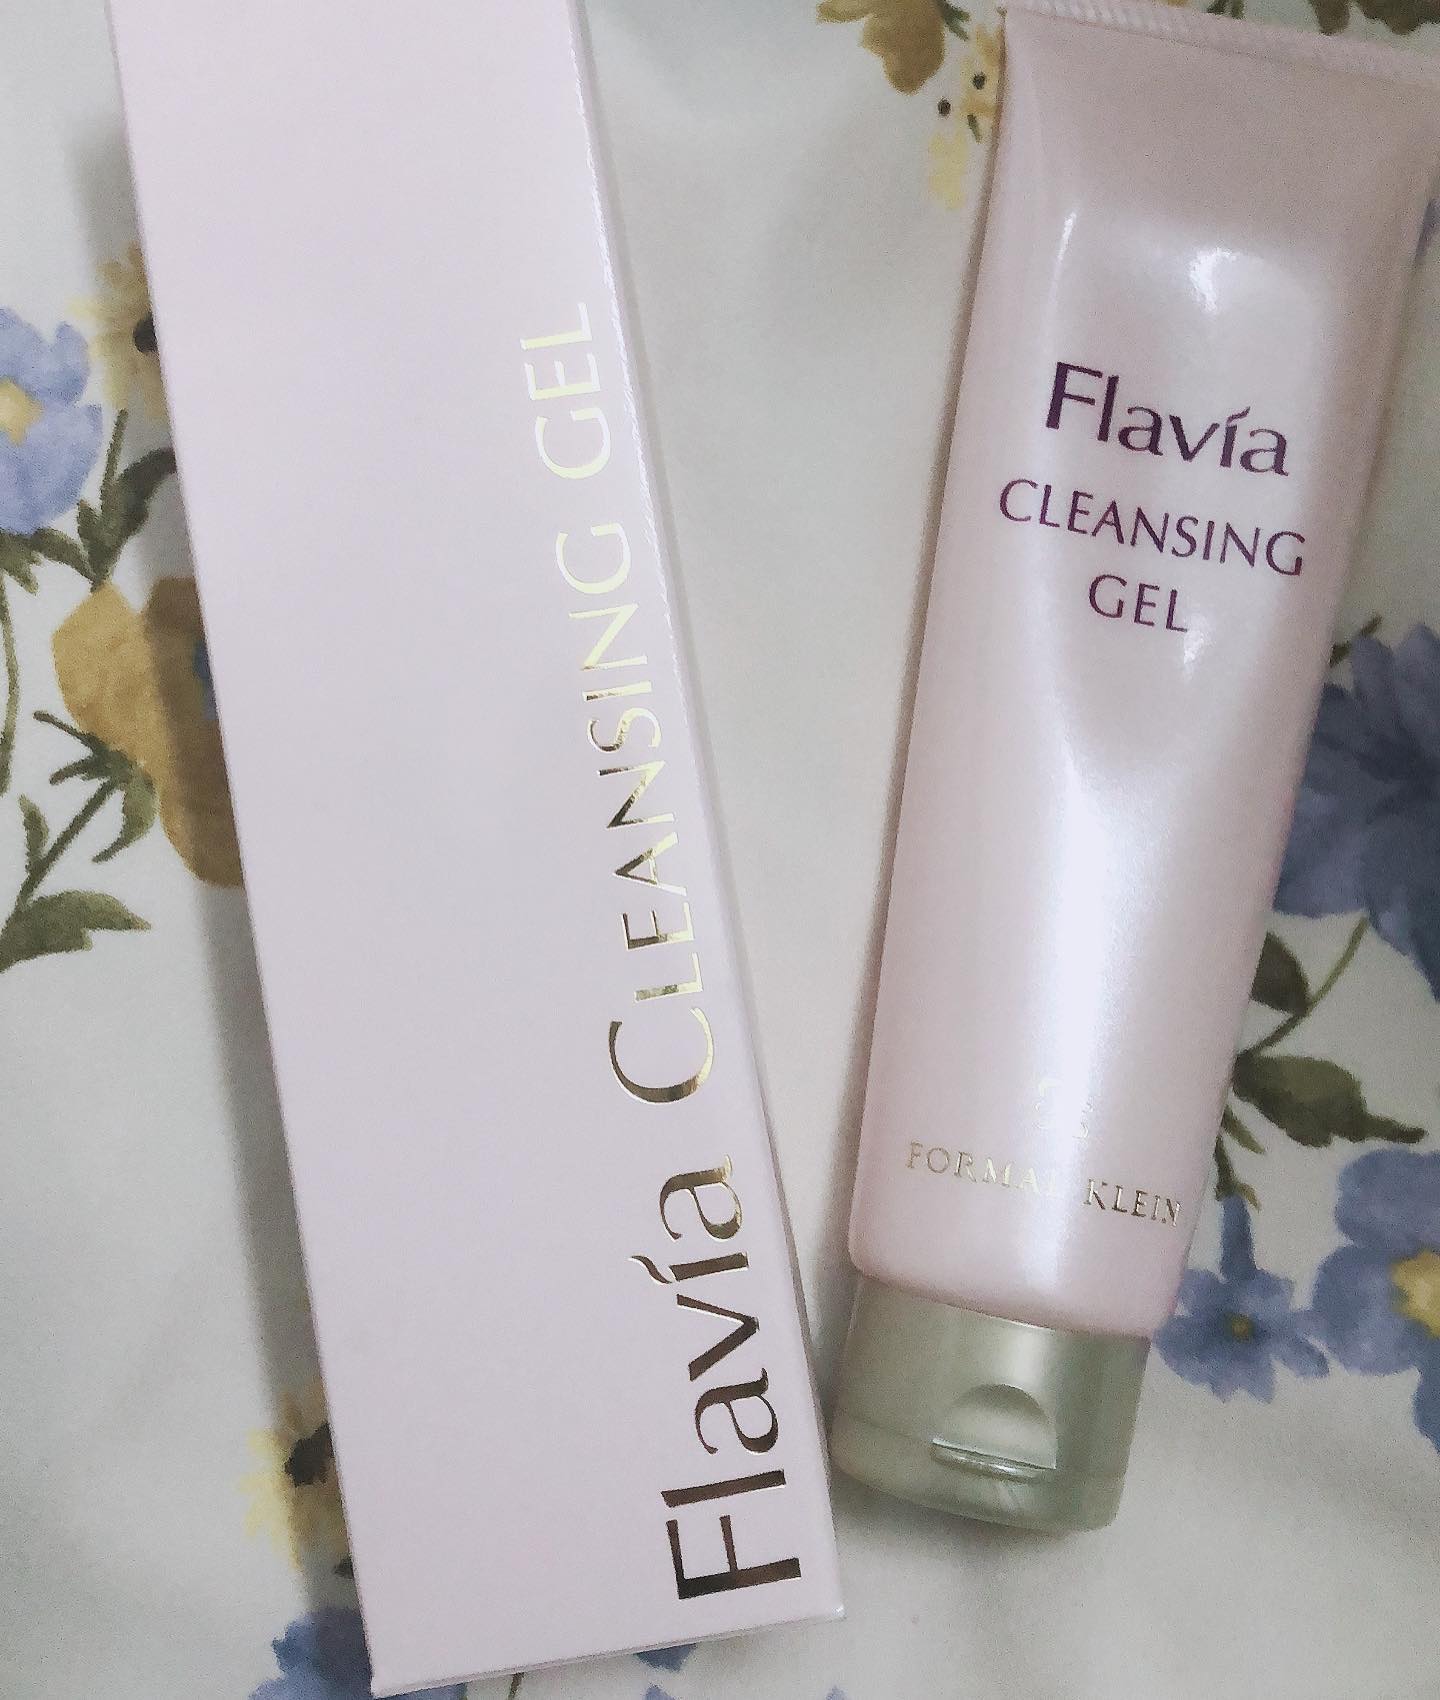 Flavía CLEANSING GEL
Flavía
CLEANSING
GEL
FORMAL KLEIN